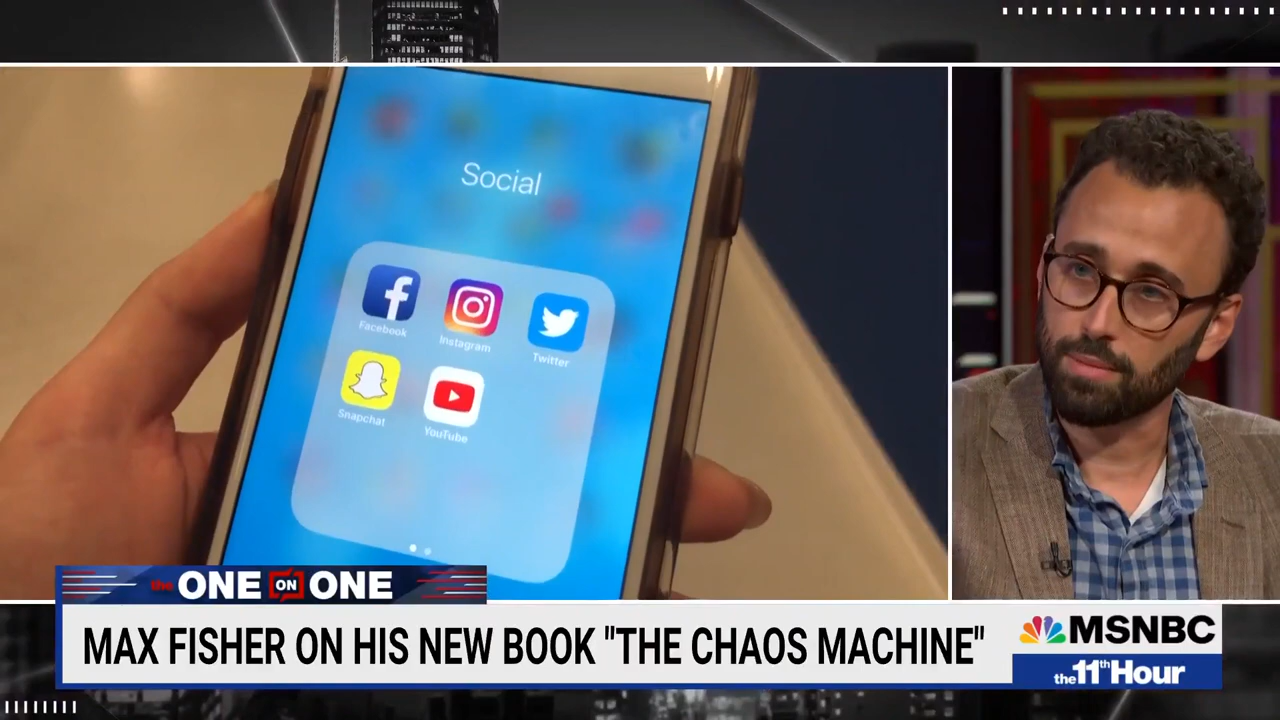 Social
Facebook
Instagram
Twitter
Snapchat
YouTube
the ONE ON ONE
MAX FISHER ON HIS NEW BOOK "THE CHAOS MACHINE"
MSNBC
the 11th Hour